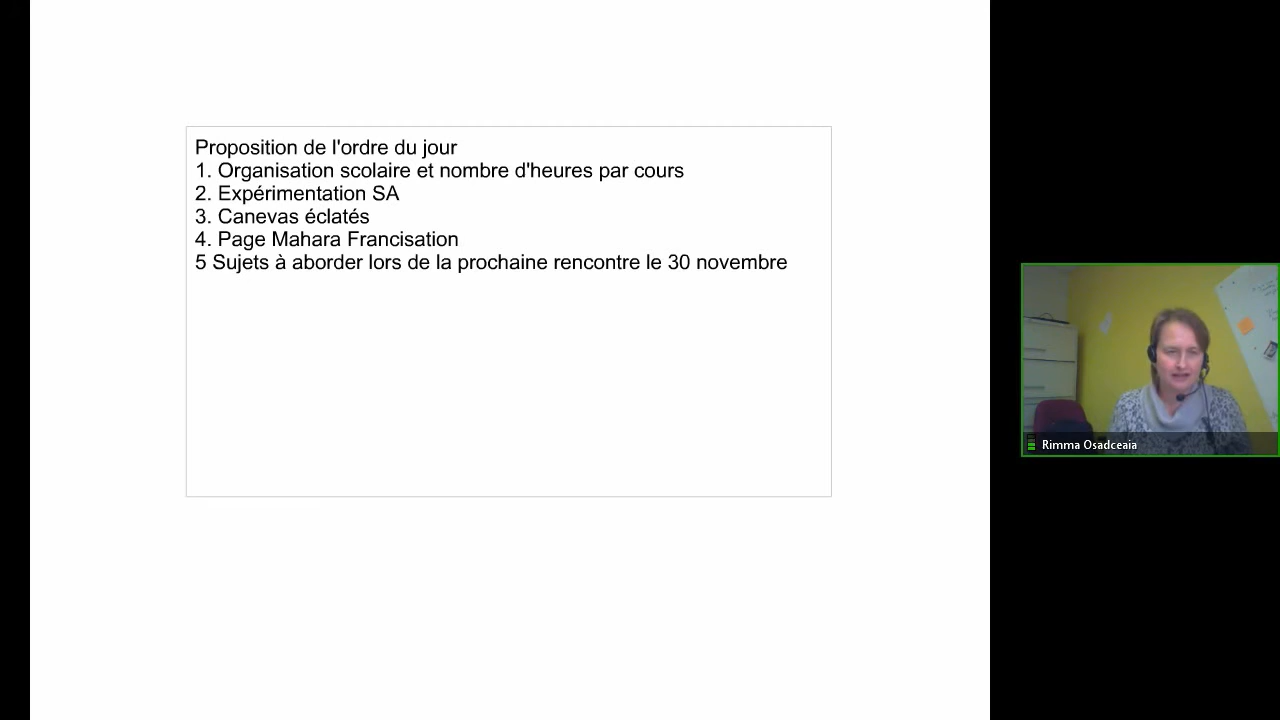 Proposition de l'ordre du jour
1. Organisation scolaire et nombre d'heures par cours
2. Expérimentation SA
3. Canevas éclatés
4. Page Mahara Francisation
5 Sujets à aborder lors de la prochaine rencontre le 30 novembre
Rimma Osadceaia